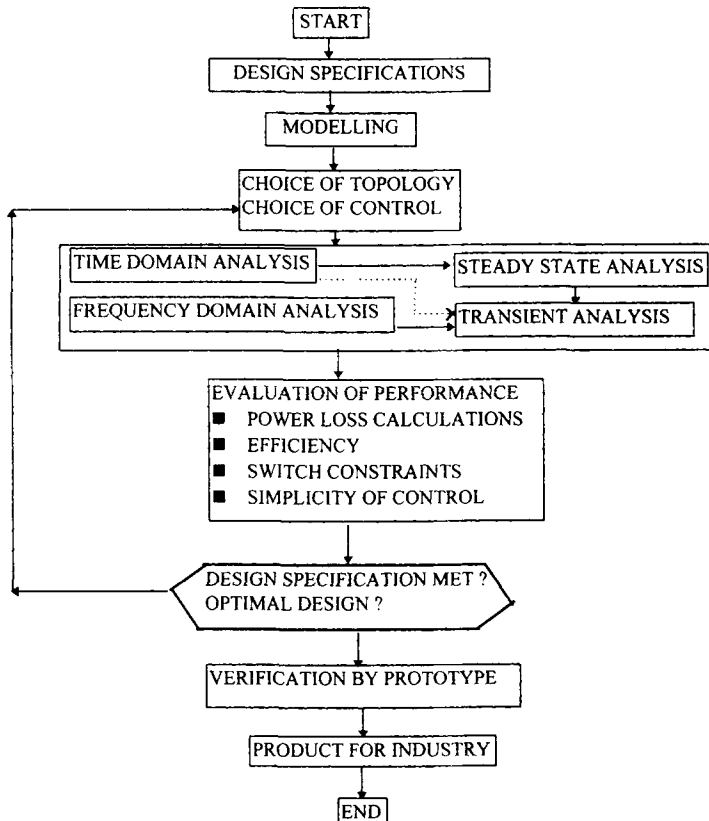 START
DESIGN SPECIFICATIONS
MODELLING
CHOICE OF TOPOLOGY
CHOICE OF CONTROL
TIME DOMAIN ANALYSIS
STEADY STATE ANALYSIS
FREQUENCY DOMAIN ANALYSIS
TRANSIENT ANALYSIS
EVALUATION OF PERFORMANCE
■ POWER LOSS CALCULATIONS
■ EFFICIENCY
■ SWITCH CONSTRAINTS
■ SIMPLICITY OF CONTROL
DESIGN SPECIFICATION MET ?
OPTIMAL DESIGN ?
VERIFICATION BY PROTOTYPE
PRODUCT FOR INDUSTRY
END